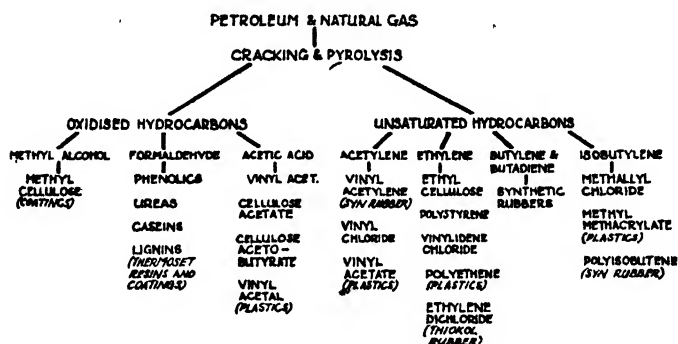 PETROLEUM & NATURAL GAS
CRACKING & PYROLYSIS
OXIDISED HYDROCARBONS
UNSATURATED HYDROCARBONS
METHYL ALCOHOL
METHYL
CELLULOSE
(COATINGS)
FORMALDEHYDE
PHENOLICS
UREAS
CASEINS
LIGNINS
(THERMOSET
RESINS AND
COATINGS)
ACETIC ACID
VINYL ACET.
CELLULOSE
ACETATE
CELLULOSE
ACETO-
BUTYRATE
VINYL
ACETAL
(PLASTICS)
ACETYLENE
VINYL
ACETYLENE
(SYN RUBBER)
VINYL
CHLORIDE
VINYL
ACETATE
(PLASTICS)
ETHYLENE
ETHYL
CELLULOSE
POLYSTYRENE
VINYLIDENE
CHLORIDE
POLYETHENE
(PLASTICS)
ETHYLENE
DICHLORIDE
(THIOKOL
RUBBER)
BUTYLENE &
BUTADIENE
SYNTHETIC
RUBBERS
ISOBUTYLENE
METHALLYL
CHLORIDE
METHYL
METHACRYLATE
(PLASTICS)
POLYISOBUTENE
(SYN RUBBER)